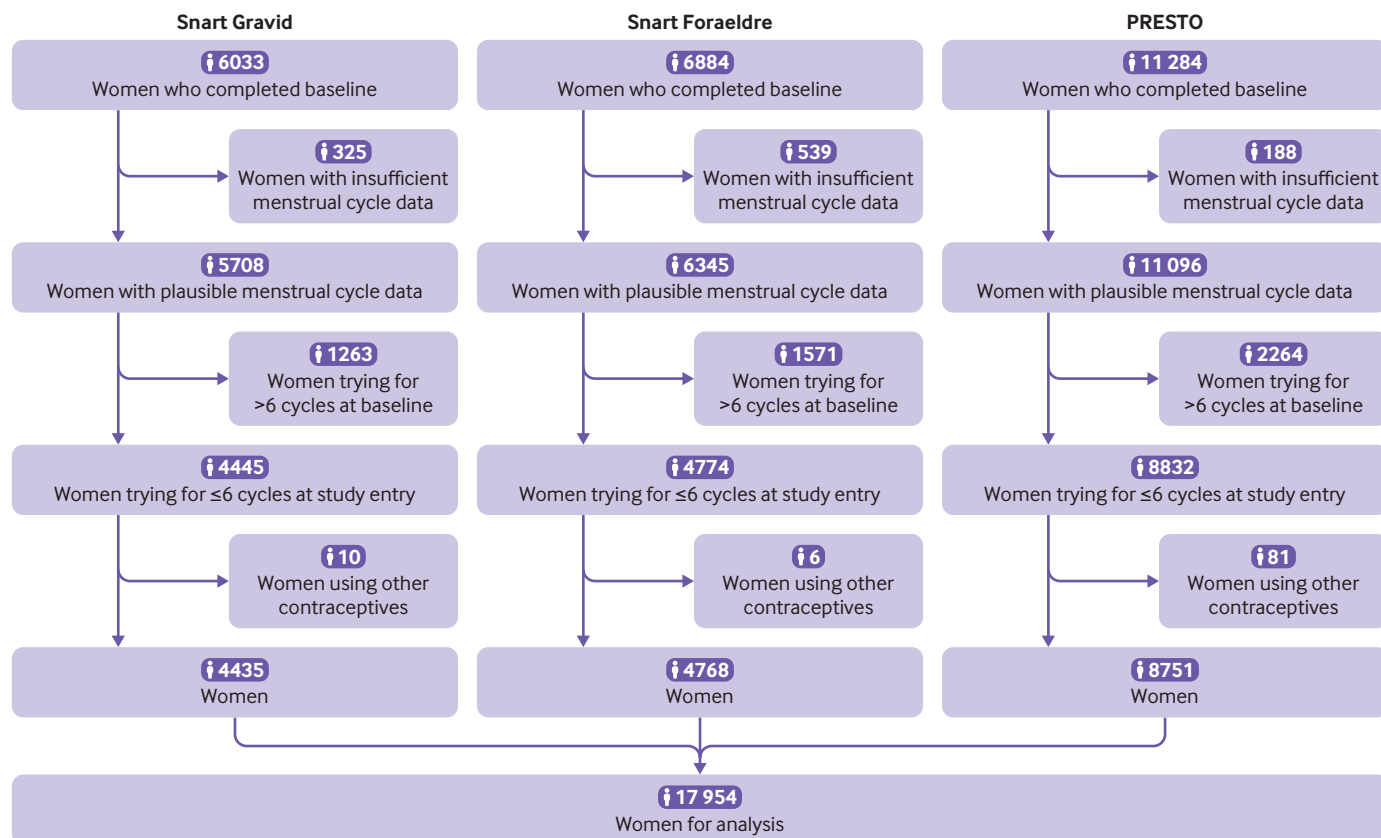 Snart Gravid
6033
Women who completed baseline
325
Women with insufficient
menstrual cycle data
5708
Women with plausible menstrual cycle data
1263
Women trying for
>6 cycles at baseline
4445
Women trying for ≤6 cycles at study entry
10
Women using other
contraceptives
4435
Women
Snart Foraeldre
6884
Women who completed baseline
539
Women with insufficient
menstrual cycle data
6345
Women with plausible menstrual cycle data
1571
Women trying for
>6 cycles at baseline
4774
Women trying for ≤6 cycles at study entry
6
Women using other
contraceptives
4768
Women
PRESTO
11 284
Women who completed baseline
188
Women with insufficient
menstrual cycle data
11 096
Women with plausible menstrual cycle data
2264
Women trying for
>6 cycles at baseline
8832
Women trying for ≤6 cycles at study entry
81
Women using other
contraceptives
8751
Women
17 954
Women for analysis